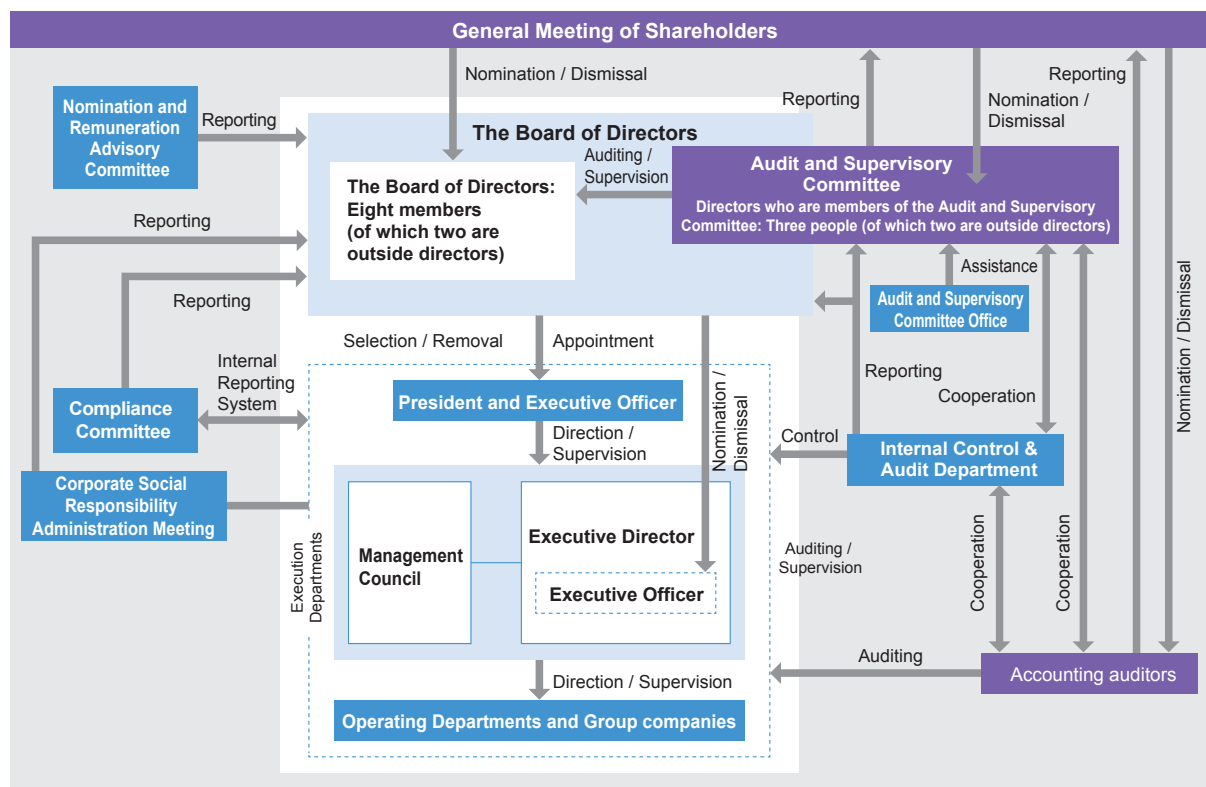 General Meeting of Shareholders
Nomination / Dismissal
Reporting
Nomination /
Dismissal
Reporting
Nomination and
Remuneration
Advisory
Committee
Reporting
The Board of Directors
The Board of Directors:
Eight members
(of which two are
outside directors)
Auditing /
Supervision
Audit and Supervisory
Committee
Directors who are members of the Audit and Supervisory
Committee: Three people (of which two are outside directors)
Reporting
Reporting
Assistance
Audit and Supervisory
Committee Office
Nomination / Dismissal
Selection / Removal
Appointment
Internal
Reporting
System
Compliance
Committee
President and Executive Officer
Nomination /
Dismissal
Reporting
Cooperation
Direction /
Supervision
Control
Internal Control &
Audit Department
Corporate Social
Responsibility
Administration Meeting
Execution
Departments
Management
Council
Executive Director
Executive Officer
Auditing /
Supervision
Cooperation
Cooperation
Auditing
Accounting auditors
Direction / Supervision
Operating Departments and Group companies